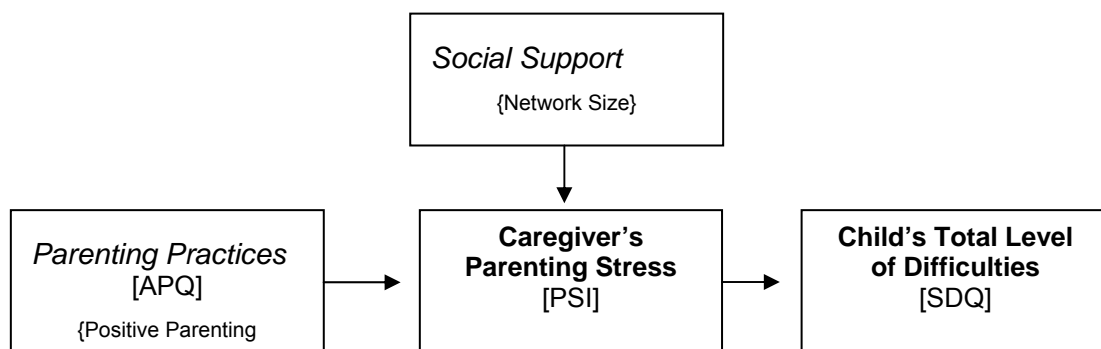 Social Support
{Network Size}
Parenting Practices
[APQ]
{Positive Parenting
Caregiver’s
Parenting Stress
[PSI]
Child’s Total Level
of Difficulties
[SDQ]